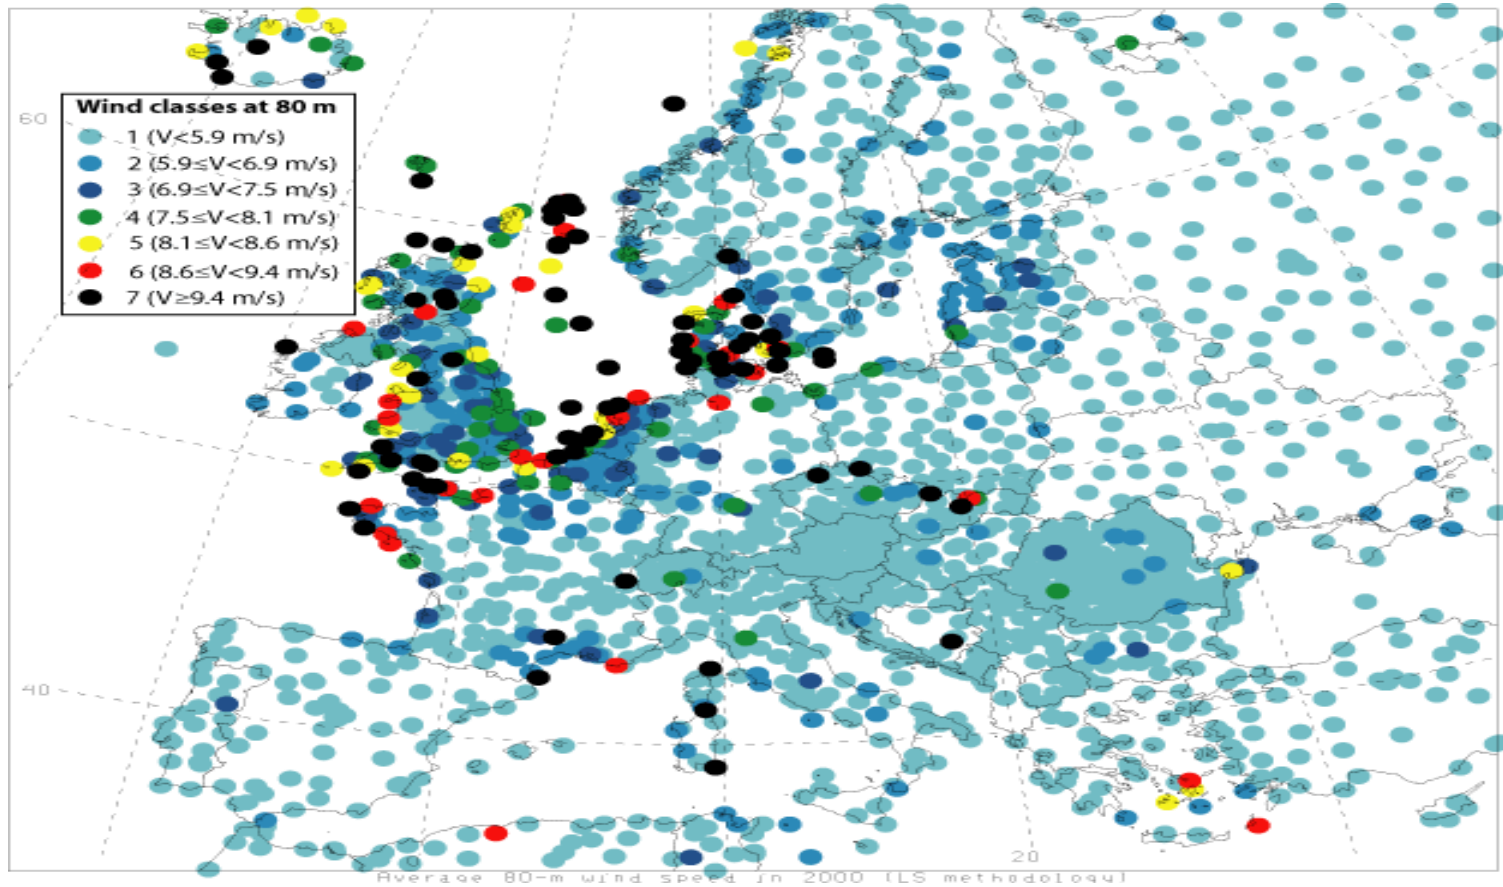 60
Wind classes at 80 m
1 (V<5.9 m/s)
2 (5.9≤V<6.9 m/s)
3 (6.9≤V<7.5 m/s)
4 (7.5≤V<8.1 m/s)
5 (8.1≤V<8.6 m/s)
6 (8.6≤V<9.4 m/s)
7 (V≥9.4 m/s)
40
0
20
Average 80-m wind speed in 2000 (LS methodology)